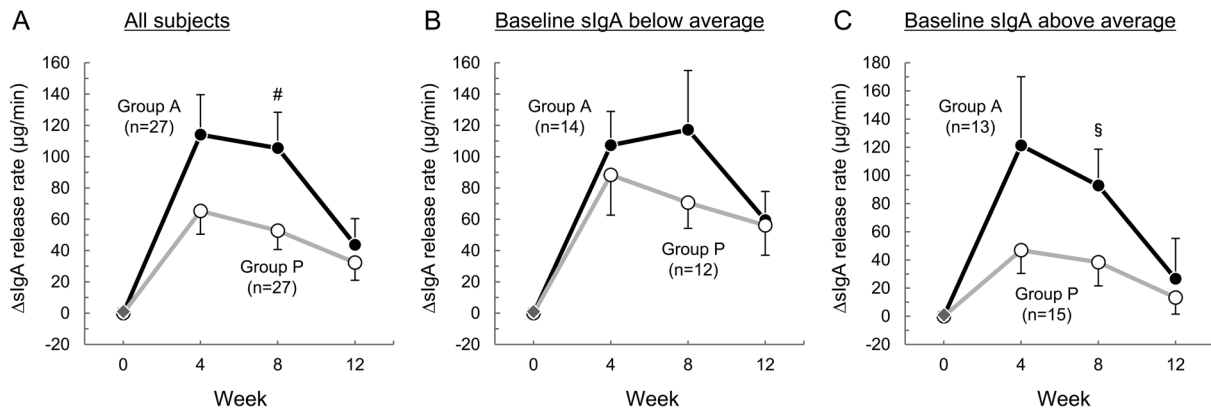 A
All subjects
ΔsIgA release rate (µg/min)
160
140
120
100
80
60
40
20
0
-20
Group A
(n=27)
#
Group P
(n=27)
0
4
8
12
Week
B
Baseline sIgA below average
ΔsIgA release rate (µg/min)
160
140
120
100
80
60
40
20
0
-20
Group A
(n=14)
Group P
(n=12)
0
4
8
12
Week
C
Baseline sIgA above average
ΔsIgA release rate (µg/min)
180
160
140
120
100
80
60
40
20
0
-20
Group A
(n=13)
§
Group P
(n=15)
0
4
8
12
Week